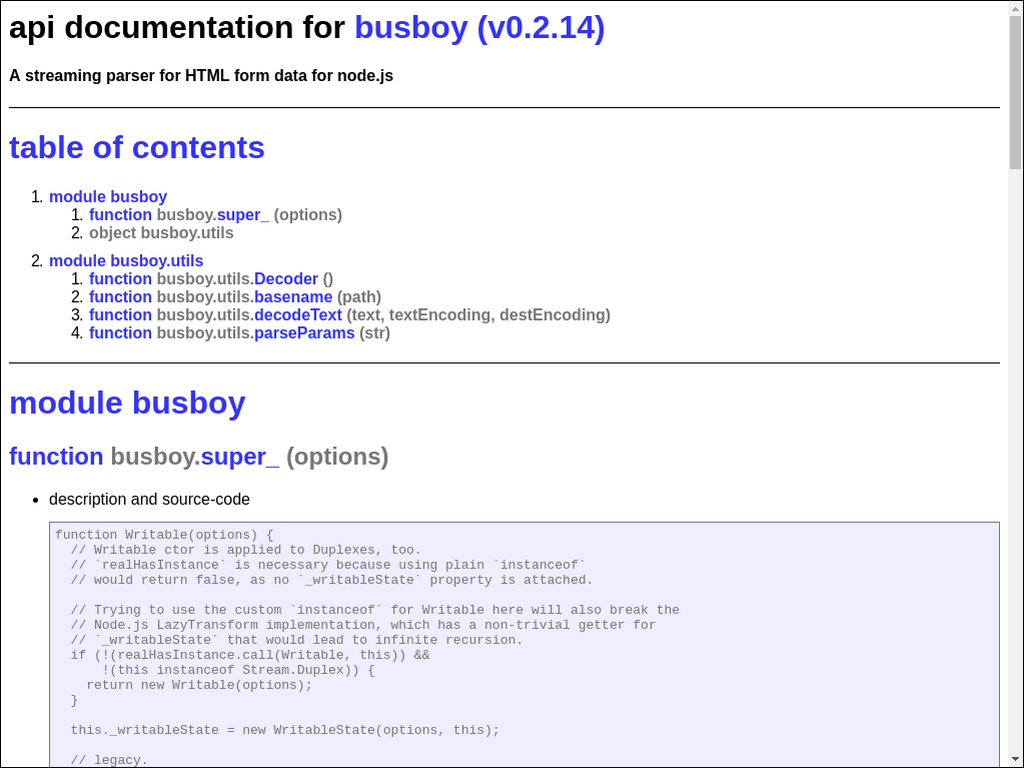 api documentation for busboy (v0.2.14)
A streaming parser for HTML form data for node.js
table of contents
1. module busboy
1. function busboy.super_ (options)
2. object busboy.utils
2. module busboy.utils
1. function busboy.utils.Decoder ()
2. function busboy.utils.basename (path)
3. function busboy.utils.decodeText (text, textEncoding, destEncoding)
4. function busboy.utils.parseParams (str)
module busboy
function busboy.super_ (options)
• description and source-code
function Writable(options) {
  // Writable ctor is applied to Duplexes, too.
  // `realHasInstance` is necessary because using plain `instanceof`
  // would return false, as no `_writableState` property is attached.
  // Trying to use the custom `instanceof` for Writable here will also break the
  // Node.js LazyTransform implementation, which has a non-trivial getter for
  // `_writableState` that would lead to infinite recursion.
  if (!(realHasInstance.call(Writable, this)) &&
      !(this instanceof Stream.Duplex)) {
    return new Writable(options);
  }
  this._writableState = new WritableState(options, this);
  // legacy.